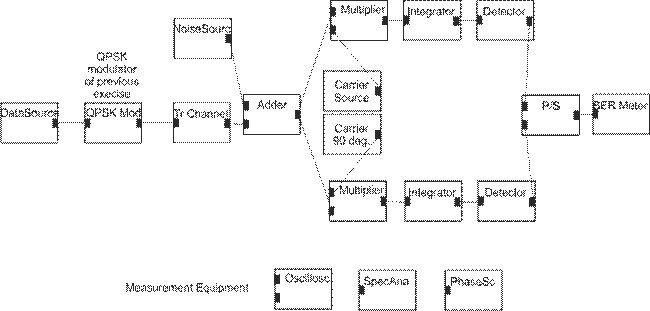 Multiplier
Integrator
Detector
NoiseSourc
QPSK
modulator
of previous
execise
Carrier
Source
Adder
P/S
BER Meter
DataSource
QPSK Mod
Tr Channel
Carrier
90 deg.
Multiplier
Integrator
Detector
Measurement Equipment
Oscillosc
SpecAna
PhaseSc